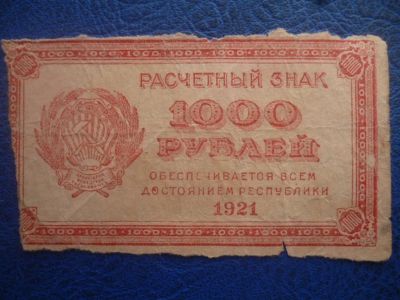 РАСЧЕТНЫЙ ЗНАК
1000
РУБЛЕЙ
ОБЕСПЕЧИВАЕТСЯ ВСЕМ
ДОСТОЯНИЕМ РЕСПУБЛИКИ
1921